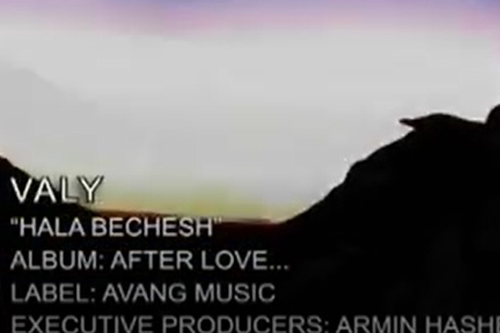 VALY
"HALA BECHESH"
ALBUM: AFTER LOVE...
LABEL: AVANG MUSIC
EXECUTIVE PRODUCERS: ARMIN